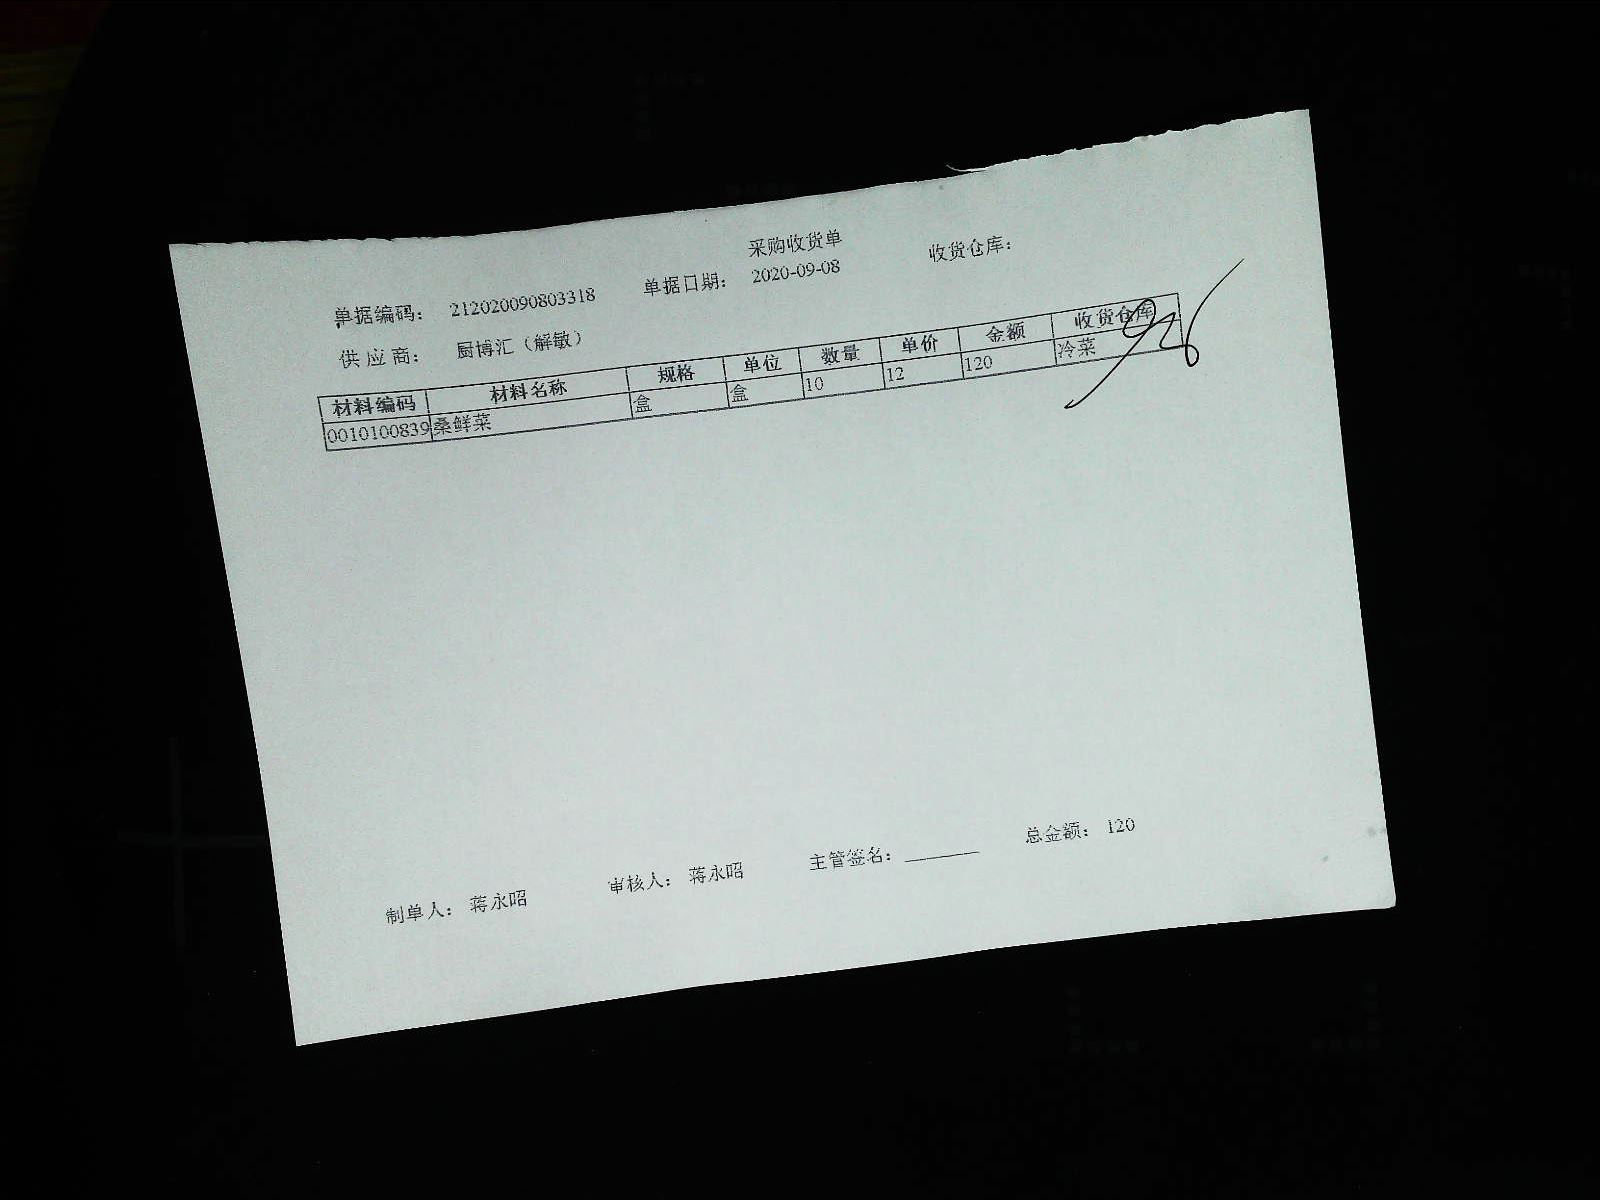 采购收货单
单据编码： 212020090803318 单据日期： 2020-09-08 收货仓库：
供应商： 厨博汇（解敏）
材料编码 材料名称 规格 单位 数量 单价 金额 收货仓库
0010100839 桑鲜菜 盒 盒 10 12 120 冷菜
制单人： 蒋永昭 审核人： 蒋永昭 主管签名： 总金额： 120